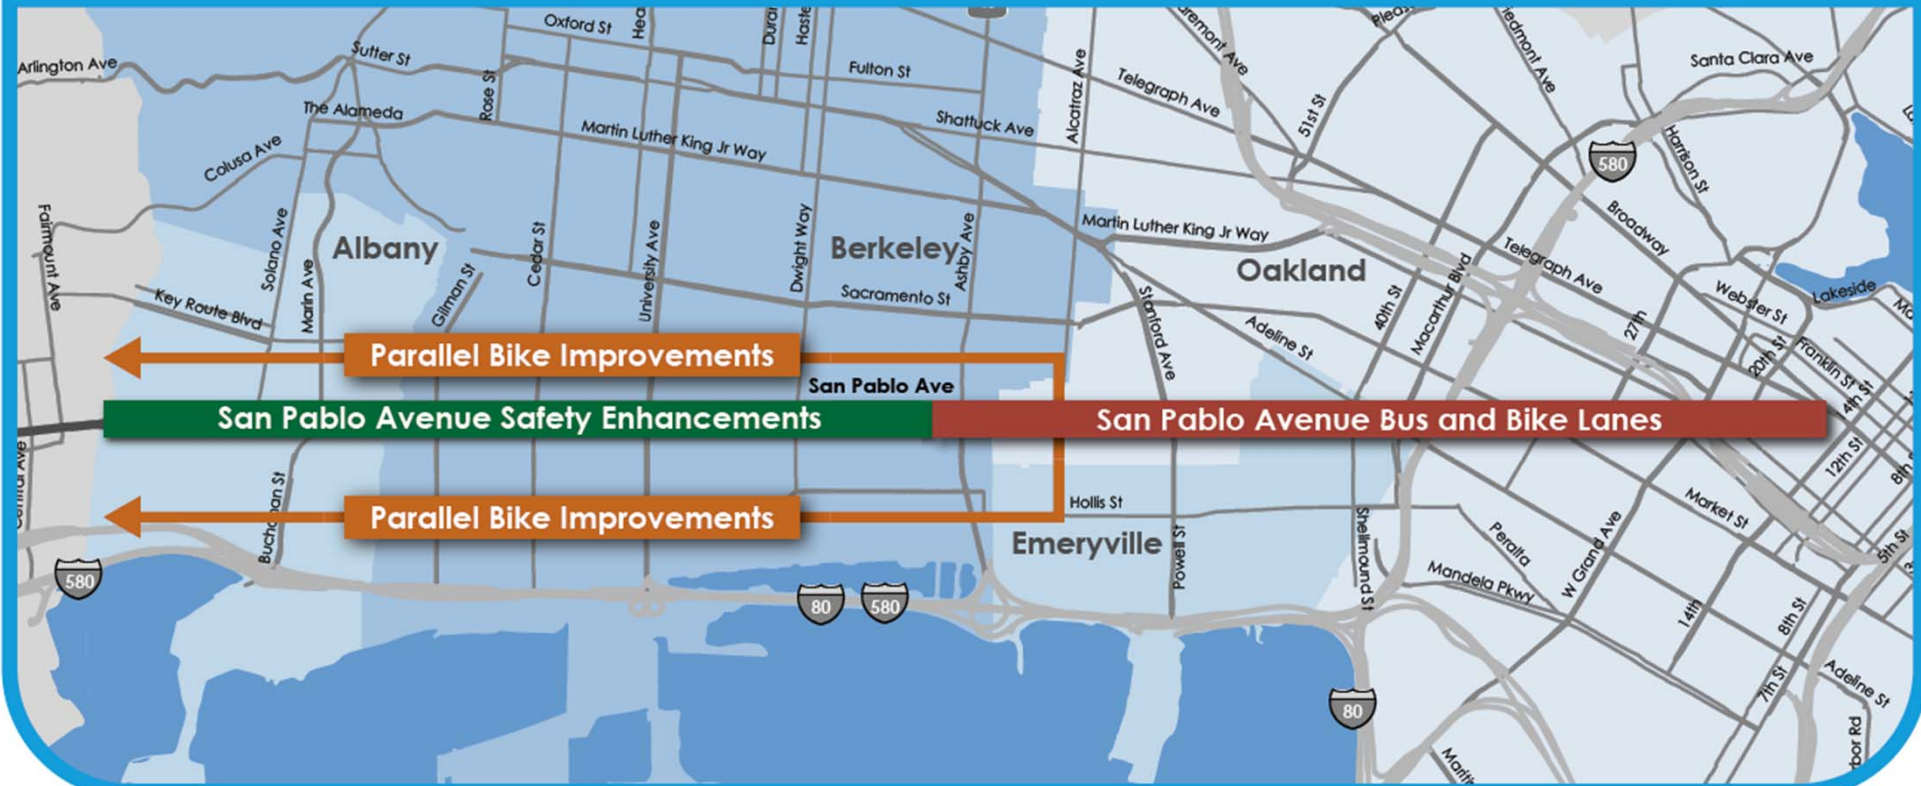 Oxford St
Arlington Ave
Sutter St
Fulton St
Santa Clara Ave
Telegraph Ave
Alcatraz Ave
51st St
Rose St
The Alameda
Shattuck Ave
Martin Luther King Jr Way
Colusa Ave
Harrison St
580
Fairmount Ave
Solano Ave
Albany
Cedar St
University Ave
Dwight Way
Berkeley
Ashby Ave
Martin Luther King Jr Way
Oakland
Broadway
Telegraph Ave
Marin Ave
Gilman St
Sacramento St
Key Route Blvd
Stanford Ave
Adeline St
40th St
Macarthur Blvd
27th
Webster St
Lakeside
20th St
Franklin St
14th St
Parallel Bike Improvements
San Pablo Ave
San Pablo Avenue Safety Enhancements
San Pablo Avenue Bus and Bike Lanes
12th St
Central Ave
Buchanan St
Parallel Bike Improvements
Hollis St
Emeryville
Powell St
Shellmound St
Peralta
Mandela Pkwy
W Grand Ave
Market St
5th St
580
80
580
14th
8th St
7th St
Adeline St
80